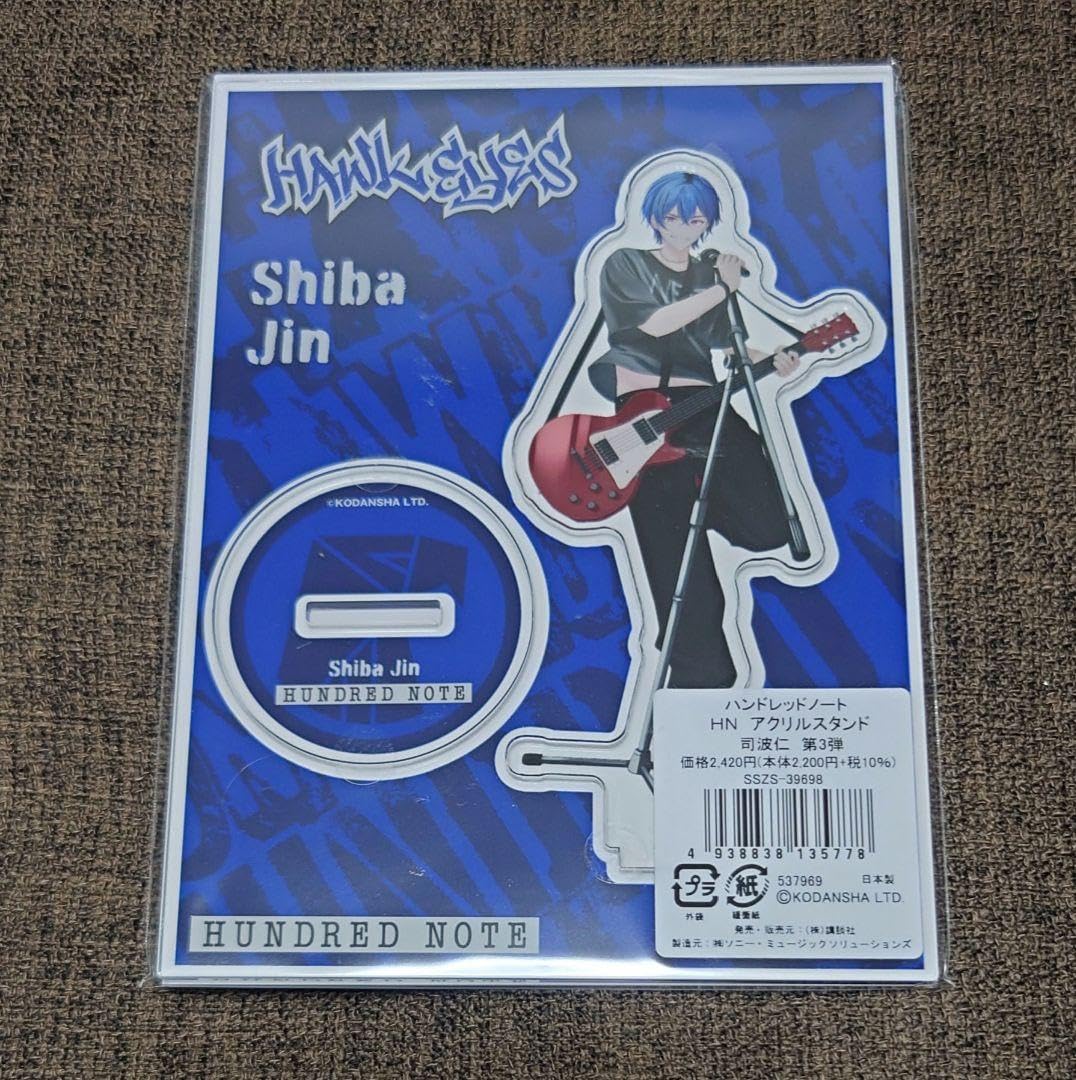 HAWKEYES
Shiba
Jin
©KODANSHA LTD.
Shiba Jin
HUNDRED NOTE
HUNDRED NOTE
ハンドレッドノート
HN アクリルスタンド
司波仁 第3弾
価格2,420円(本体2,200円+税10%)
SSZS-39698
4 938838 135778
プラ 紙 537969 日本製
外袋 緩衝紙 ©KODANSHA LTD.
発売・販売元:(株)講談社
製造元:㈱ソニー・ミュージックソリューションズ